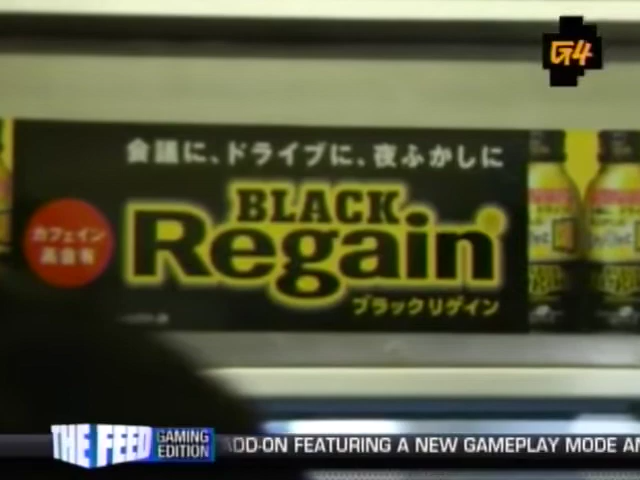 G4
会議に、ドライブに、夜ふかしに
BLACK
Regain
カフェイン
高含有
ブラックリゲイン
THE FEED
GAMING
EDITION
ADD-ON FEATURING A NEW GAMEPLAY MODE AN